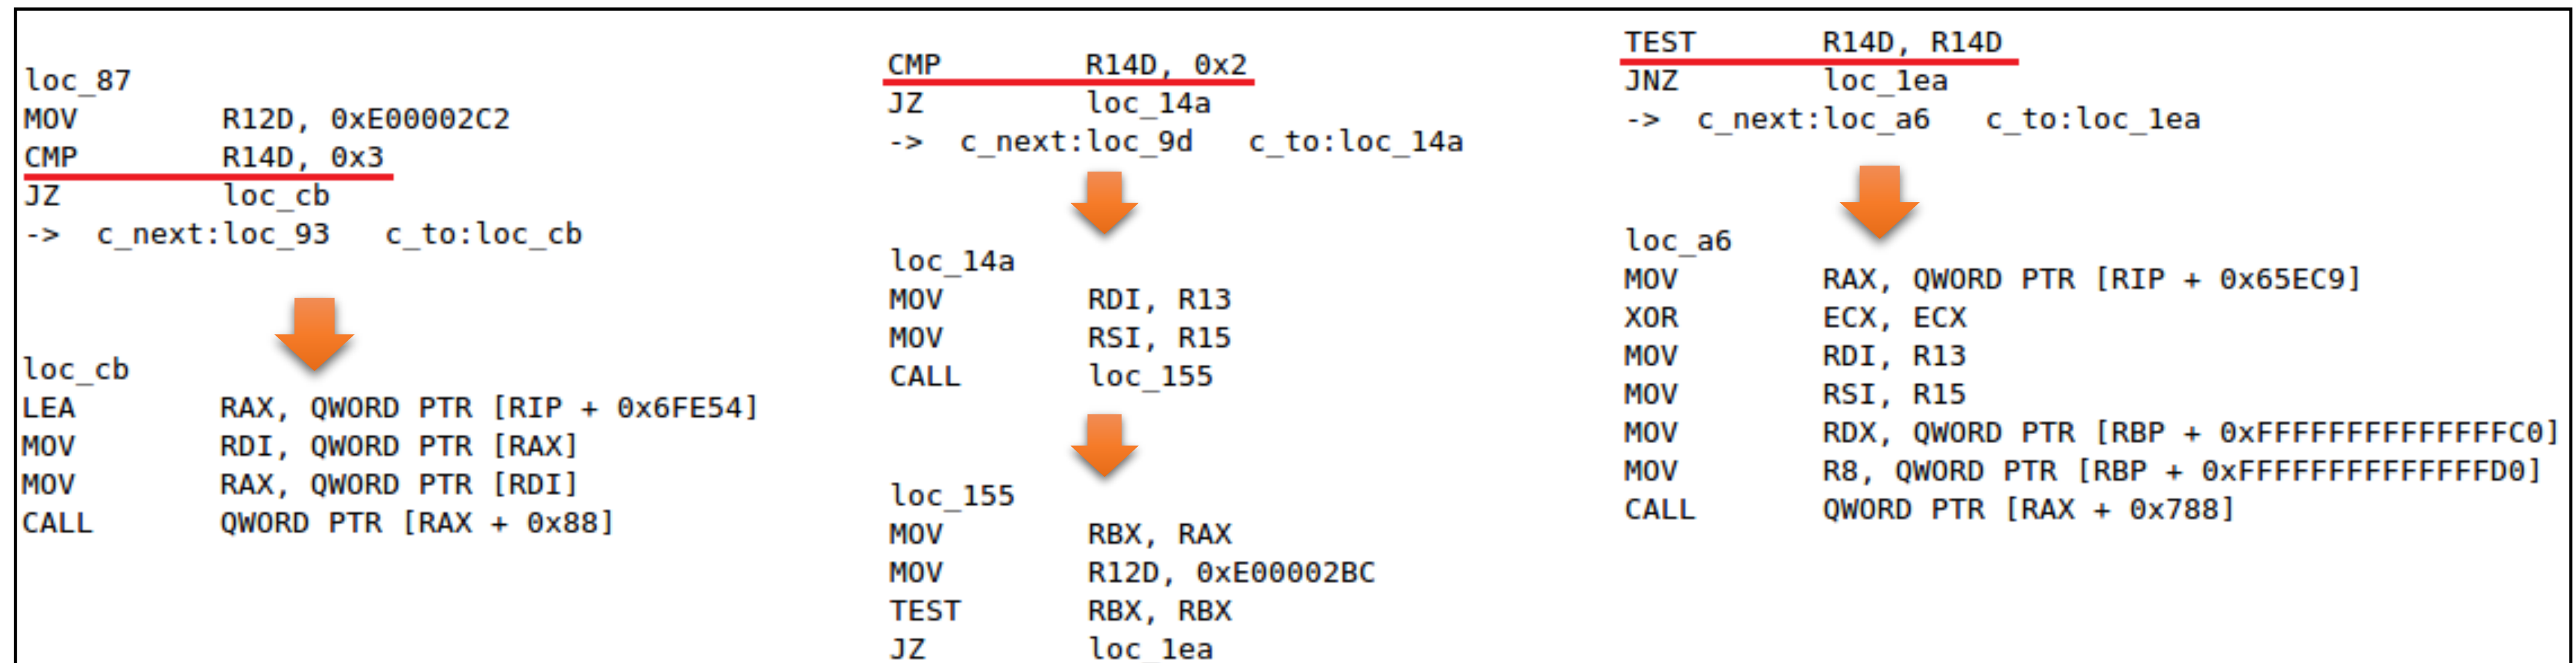 loc_87
MOV R12D, 0xE00002C2
CMP R14D, 0x3
JZ loc_cb
-> c_next:loc_93 c_to:loc_cb
loc_cb
LEA RAX, QWORD PTR [RIP + 0x6FE54]
MOV RDI, QWORD PTR [RAX]
MOV RAX, QWORD PTR [RDI]
CALL QWORD PTR [RAX + 0x88]
CMP R14D, 0x2
JZ loc_14a
-> c_next:loc_9d c_to:loc_14a
loc_14a
MOV RDI, R13
MOV RSI, R15
CALL loc_155
loc_155
MOV RBX, RAX
MOV R12D, 0xE00002BC
TEST RBX, RBX
JZ loc_1ea
TEST R14D, R14D
JNZ loc_1ea
-> c_next:loc_a6 c_to:loc_1ea
loc_a6
MOV RAX, QWORD PTR [RIP + 0x65EC9]
XOR ECX, ECX
MOV RDI, R13
MOV RSI, R15
MOV RDX, QWORD PTR [RBP + 0xFFFFFFFFFFFFFFC0]
MOV R8, QWORD PTR [RBP + 0xFFFFFFFFFFFFFFD0]
CALL QWORD PTR [RAX + 0x788]